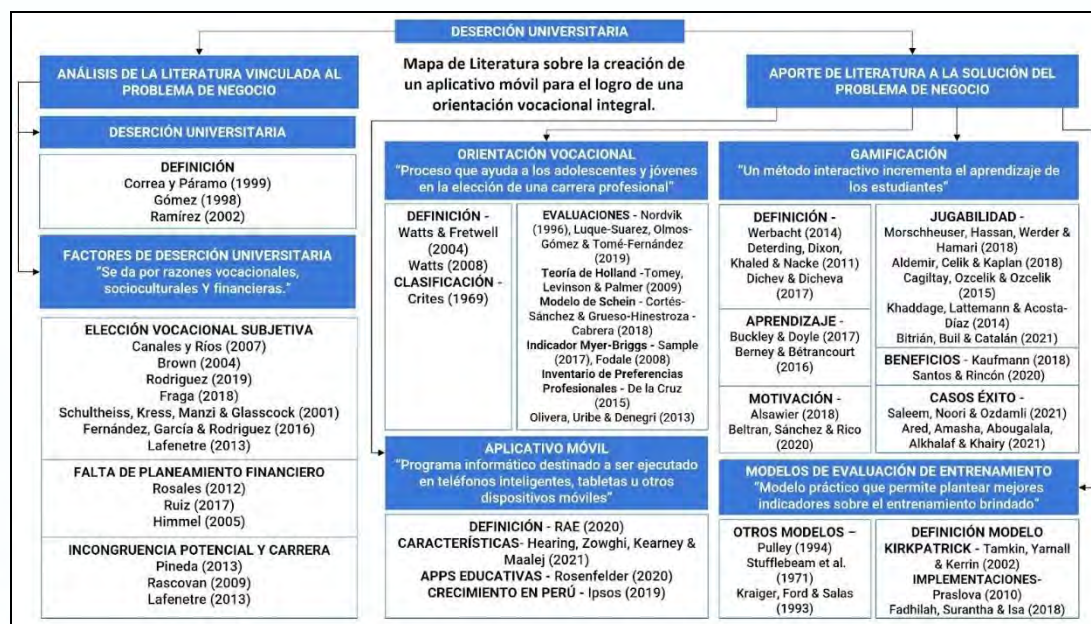 DESERCIÓN UNIVERSITARIA
Mapa de Literatura sobre la creación de
un aplicativo móvil para el logro de una
orientación vocacional integral.
ANÁLISIS DE LA LITERATURA VINCULADA AL
PROBLEMA DE NEGOCIO
DESERCIÓN UNIVERSITARIA
DEFINICIÓN
Correa y Páramo (1999)
Gómez (1998)
Ramírez (2002)
FACTORES DE DESERCIÓN UNIVERSITARIA
“Se da por razones vocacionales,
socioculturales Y financieras.”
ELECCIÓN VOCACIONAL SUBJETIVA
Canales y Ríos (2007)
Brown (2004)
Rodriguez (2019)
Fraga (2018)
Schultheiss, Kress, Manzi & Glasscock (2001)
Fernández, García & Rodriguez (2016)
Lafenetre (2013)
FALTA DE PLANEAMIENTO FINANCIERO
Rosales (2012)
Ruiz (2017)
Himmel (2005)
INCONGRUENCIA POTENCIAL Y CARRERA
Pineda (2013)
Rascovan (2009)
Lafenetre (2013)
APORTE DE LITERATURA A LA SOLUCIÓN DEL
PROBLEMA DE NEGOCIO
ORIENTACIÓN VOCACIONAL
“Proceso que ayuda a los adolescentes y jóvenes
en la elección de una carrera profesional”
DEFINICIÓN -
Watts & Fretwell
(2004)
Watts (2008)
CLASIFICACIÓN -
Crites (1969)
EVALUACIONES - Nordvik
(1996), Luque-Suarez, Olmos-
Gómez & Tomé-Fernández
(2019)
Teoría de Holland -Tomey,
Levinson & Palmer (2009)
Modelo de Schein - Cortés-
Sánchez & Grueso-Hinestroza -
Cabrera (2018)
Indicador Myer-Briggs - Sample
(2017), Fodale (2008)
Inventario de Preferencias
Profesionales - De la Cruz
(2015)
Olivera, Uribe & Denegri (2013)
APLICATIVO MÓVIL
“Programa informático destinado a ser ejecutado
en teléfonos inteligentes, tabletas u otros
dispositivos móviles”
DEFINICIÓN - RAE (2020)
CARACTERÍSTICAS- Hearing, Zowghi, Kearney &
Maalej (2021)
APPS EDUCATIVAS - Rosenfelder (2020)
CRECIMIENTO EN PERÚ - Ipsos (2019)
GAMIFICACIÓN
“Un método interactivo incrementa el aprendizaje de
los estudiantes”
DEFINICIÓN -
Werbacht (2014)
Deterding, Dixon,
Khaled & Nacke (2011)
Dichev & Dicheva
(2017)
APRENDIZAJE -
Buckley & Doyle (2017)
Berney & Bétrancourt
(2016)
MOTIVACIÓN -
Alsawier (2018)
Beltran, Sánchez & Rico
(2020)
JUGABILIDAD -
Morschheuser, Hassan, Werder &
Hamari (2018)
Aldemir, Celik & Kaplan (2018)
Cagiltay, Ozcelik & Ozcelik
(2015)
Khaddage, Lattemann & Acosta-
Díaz (2014)
Bitrián, Buil & Catalán (2021)
BENEFICIOS - Kaufmann (2018)
Santos & Rincón (2020)
CASOS ÉXITO -
Saleem, Noori & Ozdamli (2021)
Ared, Amasha, Abougalala,
Alkhalaf & Khairy (2021)
MODELOS DE EVALUACIÓN DE ENTRENAMIENTO
“Modelo práctico que permite plantear mejores
indicadores sobre el entrenamiento brindado”
OTROS MODELOS –
Pulley (1994)
Stufflebeam et al.
(1971)
Kraiger, Ford & Salas
(1993)
DEFINICIÓN MODELO
KIRKPATRICK - Tamkin, Yarnall
& Kerrin (2002)
IMPLEMENTACIONES-
Praslova (2010)
Fadhilah, Surantha & Isa (2018)